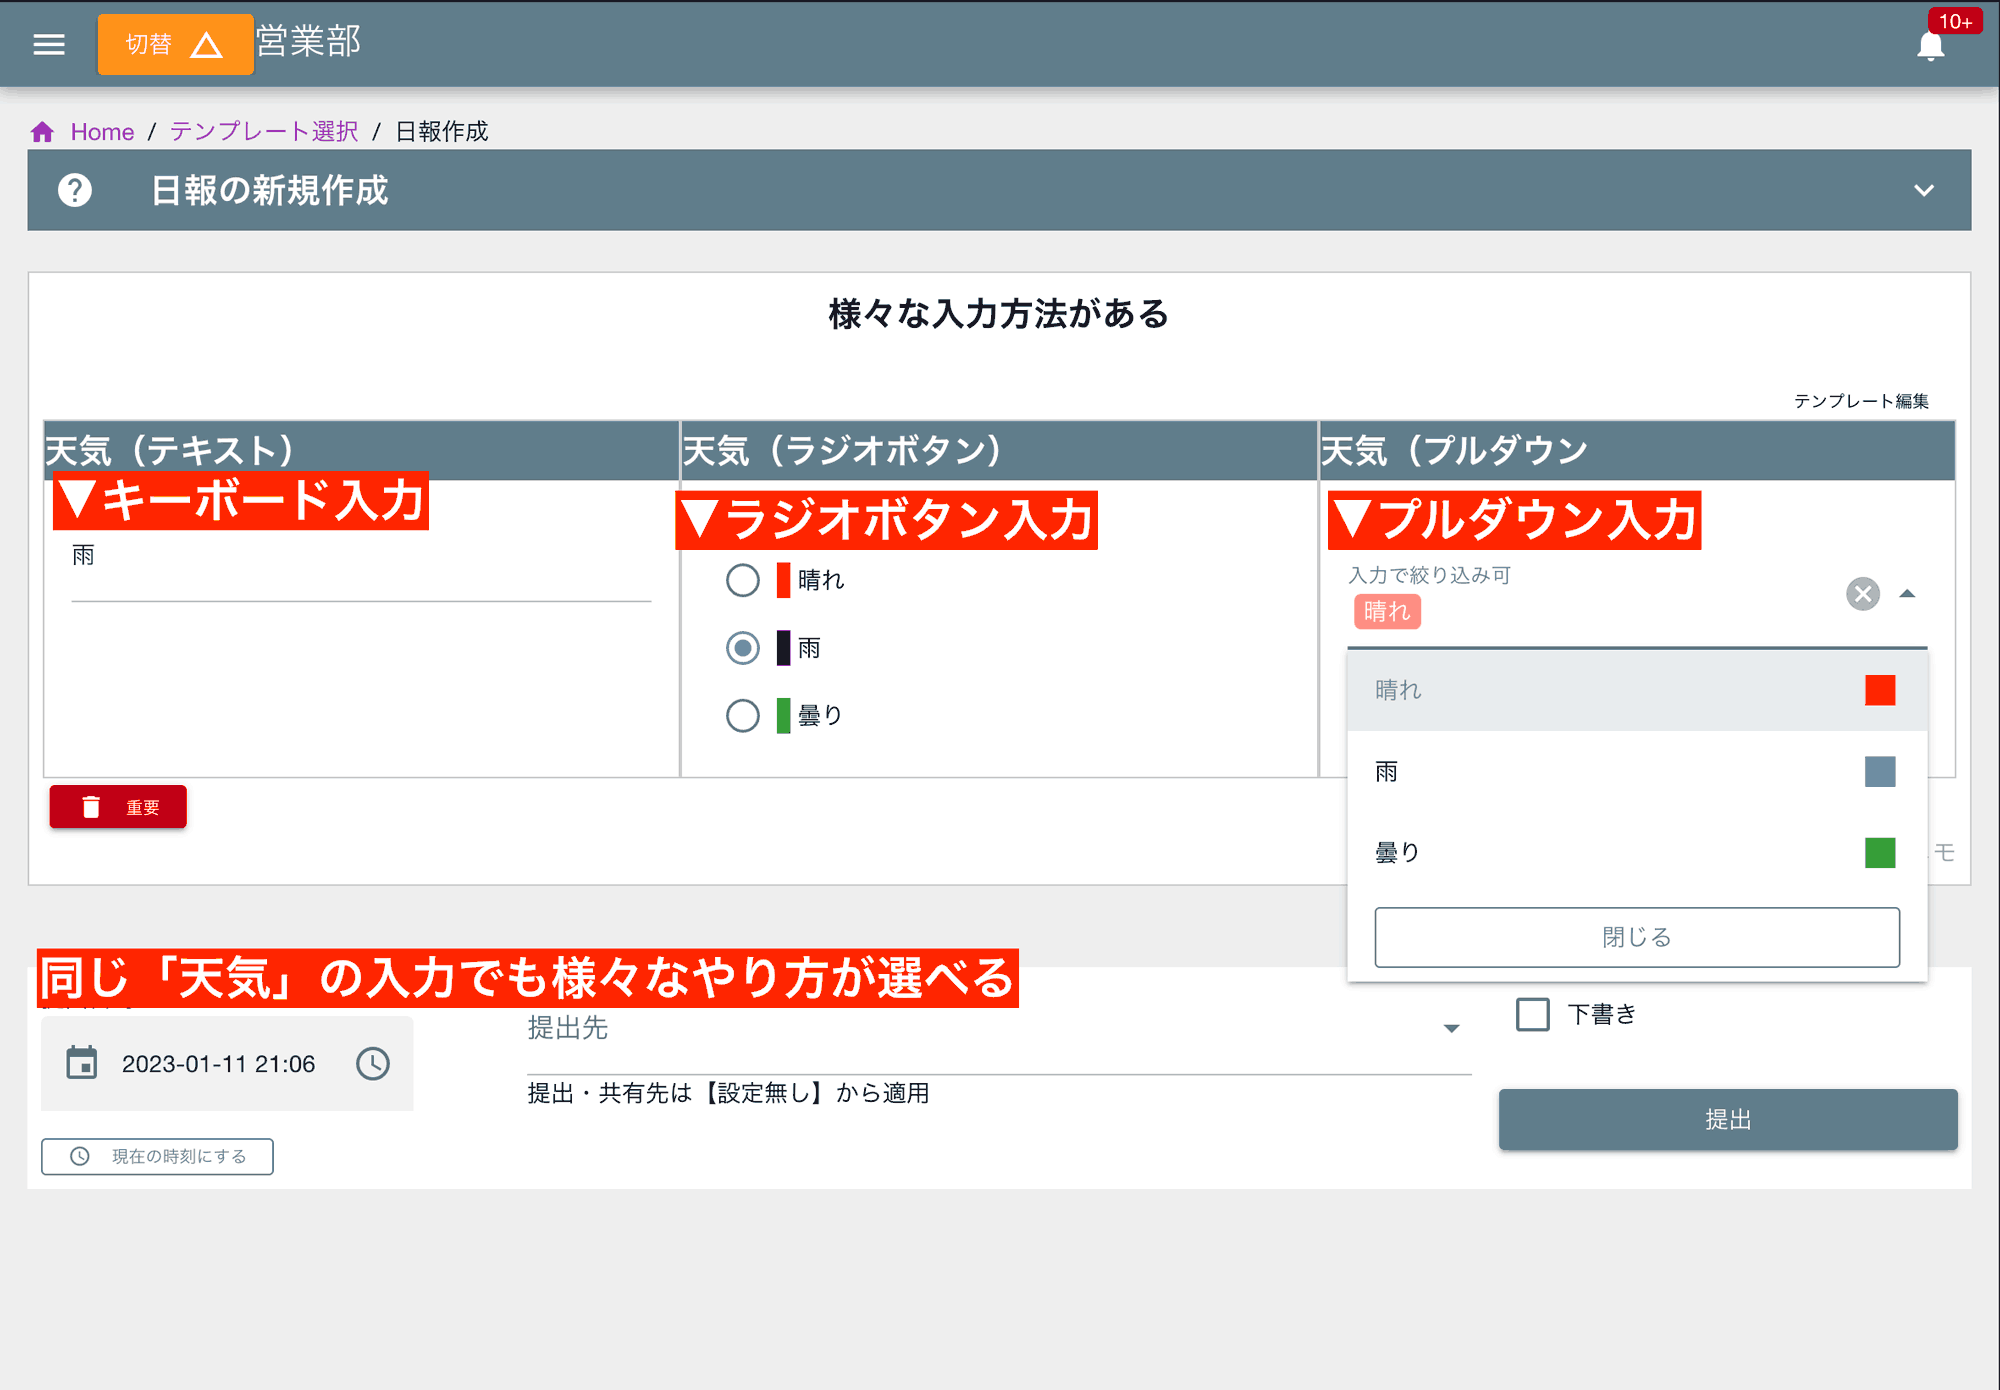 切替
営業部
10+
Home / テンプレート選択 / 日報作成
日報の新規作成
様々な入力方法がある
テンプレート編集
天気（テキスト）
天気（ラジオボタン）
天気（プルダウン
▼キーボード入力
▼ラジオボタン入力
▼プルダウン入力
雨
晴れ
雨
曇り
入力で絞り込み可
晴れ
晴れ
雨
曇り
閉じる
重要
モ
同じ「天気」の入力でも様々なやり方が選べる
2023-01-11 21:06
現在の時刻にする
提出先
提出・共有先は【設定無し】から適用
下書き
提出